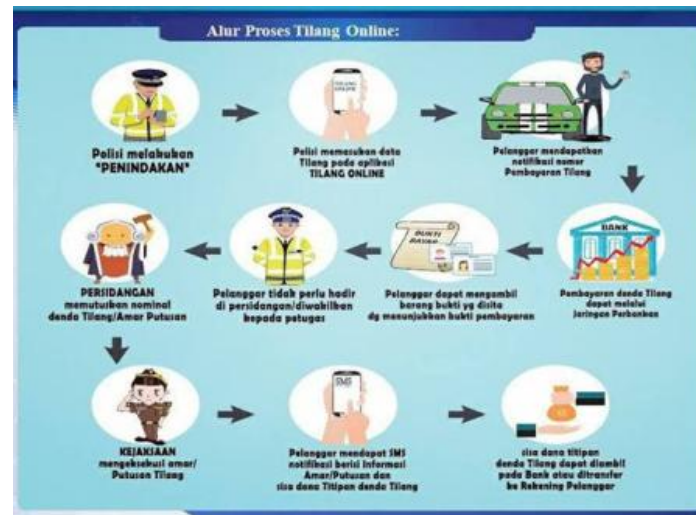 Alur Proses Tilang Online:
Polisi melakukan
"PENINDAKAN"
TILANG
ONLINE
Polisi memasukan data
Tilang pada aplikasi
TILANG ONLINE
Pelanggar mendapatkan
notifikasi nomor
Pembayaran Tilang
BANK
Pembayaran denda Tilang
dapat melalui
Jaringan Perbankan
BUKTI
BAYAR
Pelanggar dapat mengambil
barang bukti yg disita
dg menunjukkan bukti pembayaran
Pelanggar tidak perlu hadir
di persidangan/diwakilkan
kepada petugas
PERSIDANGAN
memutuskan nominal
denda Tilang/Amar Putusan
KEJAKSAAN
mengeksekusi amar/
Putusan Tilang
SMS
Pelanggar mendapat SMS
notifikasi berisi Informasi
Amar/Putusan dan
sisa dana Titipan denda Tilang
sisa dana titipan
denda Tilang dapat diambil
pada Bank atau ditransfer
ke Rekening Pelanggar